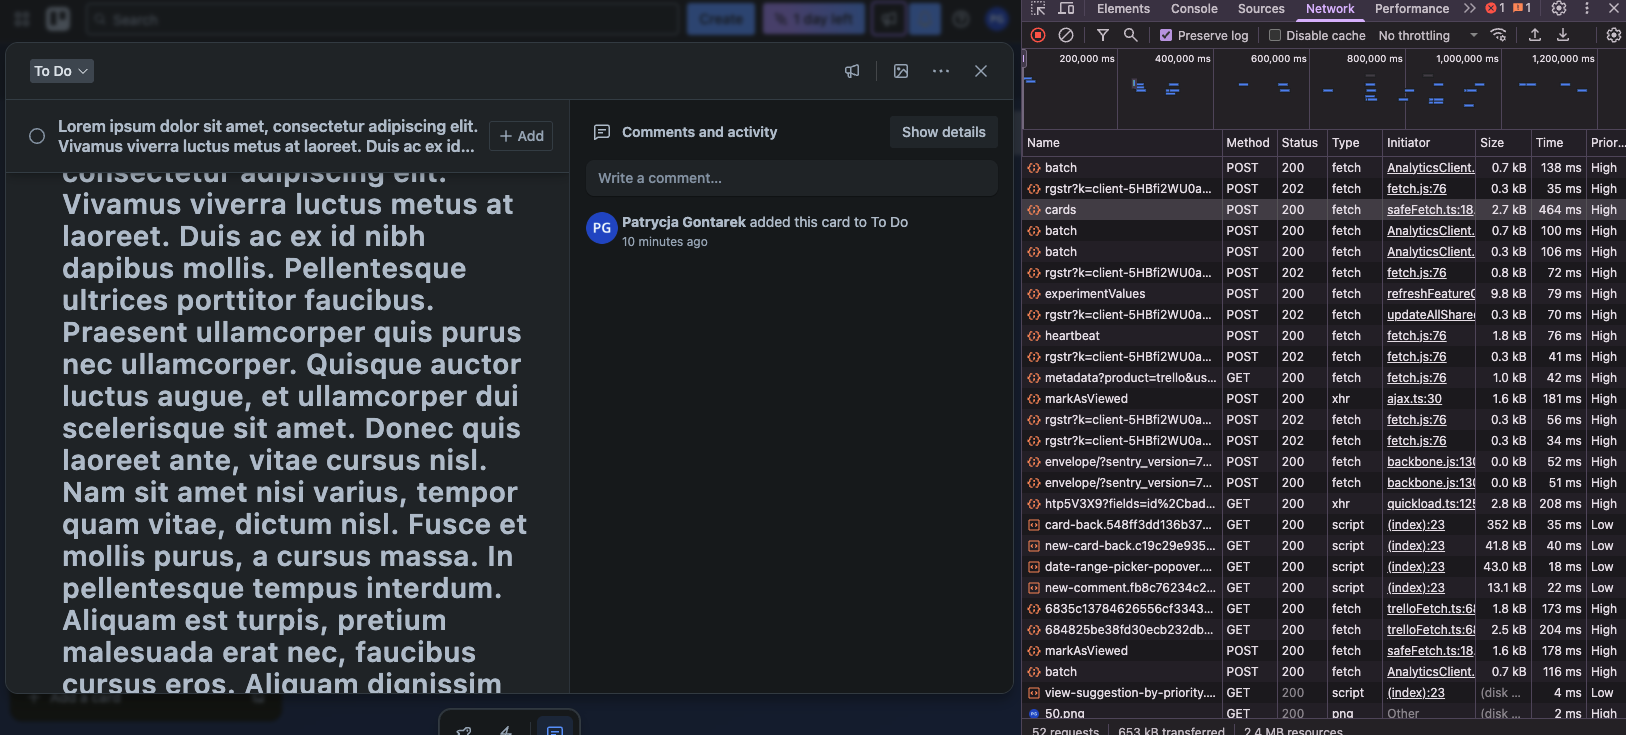 Search
Create
1 day left
PG
To Do
Lorem ipsum dolor sit amet, consectetur adipiscing elit.
Vivamus viverra luctus metus at laoreet. Duis ac ex id...
+ Add
consectetur adipiscing elit.
Vivamus viverra luctus metus at
laoreet. Duis ac ex id nibh
dapibus mollis. Pellentesque
ultrices porttitor faucibus.
Praesent ullamcorper quis purus
nec ullamcorper. Quisque auctor
luctus augue, et ullamcorper dui
scelerisque sit amet. Donec quis
laoreet ante, vitae cursus nisl.
Nam sit amet nisi varius, tempor
quam vitae, dictum nisl. Fusce et
mollis purus, a cursus massa. In
pellentesque tempus interdum.
Aliquam est turpis, pretium
malesuada erat nec, faucibus
cursus eros. Aliquam dignissim
Add a card
Comments and activity
Show details
Write a comment...
PG Patrycja Gontarek added this card to To Do
10 minutes ago
Elements Console Sources Network Performance 1 1
Preserve log Disable cache No throttling
200,000 ms 400,000 ms 600,000 ms 800,000 ms 1,000,000 ms 1,200,000 ms
Name Method Status Type Initiator Size Time Prior...
batch POST 200 fetch AnalyticsClient. 0.7 kB 138 ms High
rgstr?k=client-5HBfi2WU0a... POST 202 fetch fetch.js:76 0.3 kB 35 ms High
cards POST 200 fetch safeFetch.ts:18 2.7 kB 464 ms High
batch POST 200 fetch AnalyticsClient. 0.7 kB 100 ms High
batch POST 200 fetch AnalyticsClient. 0.3 kB 106 ms High
rgstr?k=client-5HBfi2WU0a... POST 202 fetch fetch.js:76 0.8 kB 72 ms High
experimentValues POST 200 fetch refreshFeature 9.8 kB 79 ms High
rgstr?k=client-5HBfi2WU0a... POST 202 fetch updateAllShare 0.3 kB 70 ms High
heartbeat POST 200 fetch fetch.js:76 1.8 kB 76 ms High
rgstr?k=client-5HBfi2WU0a... POST 202 fetch fetch.js:76 0.3 kB 41 ms High
metadata?product=trello&us... GET 200 fetch fetch.js:76 1.0 kB 42 ms High
markAsViewed POST 200 xhr ajax.ts:30 1.6 kB 181 ms High
rgstr?k=client-5HBfi2WU0a... POST 202 fetch fetch.js:76 0.3 kB 56 ms High
rgstr?k=client-5HBfi2WU0a... POST 202 fetch fetch.js:76 0.3 kB 34 ms High
envelope/?sentry_version=7... POST 200 fetch backbone.js:130 0.0 kB 52 ms High
envelope/?sentry_version=7... POST 200 fetch backbone.js:130 0.0 kB 51 ms High
htp5V3X9?fields=id%2Cbad... GET 200 xhr quickload.ts:125 2.8 kB 208 ms High
card-back.548ff3dd136b37... GET 200 script (index):23 352 kB 35 ms Low
new-card-back.c19c29e935... GET 200 script (index):23 41.8 kB 40 ms Low
date-range-picker-popover.... GET 200 script (index):23 43.0 kB 18 ms Low
new-comment.fb8c76234c2... GET 200 script (index):23 13.1 kB 22 ms Low
6835c13784626556cf3343... GET 200 fetch trelloFetch.ts:68 1.8 kB 173 ms High
684825be38fd30ecb232db... GET 200 fetch trelloFetch.ts:68 2.5 kB 204 ms High
markAsViewed POST 200 fetch safeFetch.ts:18 1.6 kB 178 ms High
batch POST 200 fetch AnalyticsClient. 0.7 kB 116 ms High
view-suggestion-by-priority.... GET 200 script (index):23 (disk ... 4 ms Low
50.png GET 200 png Other (disk ... 2 ms High
52 requests 653 kB transferred 2.4 MB resources